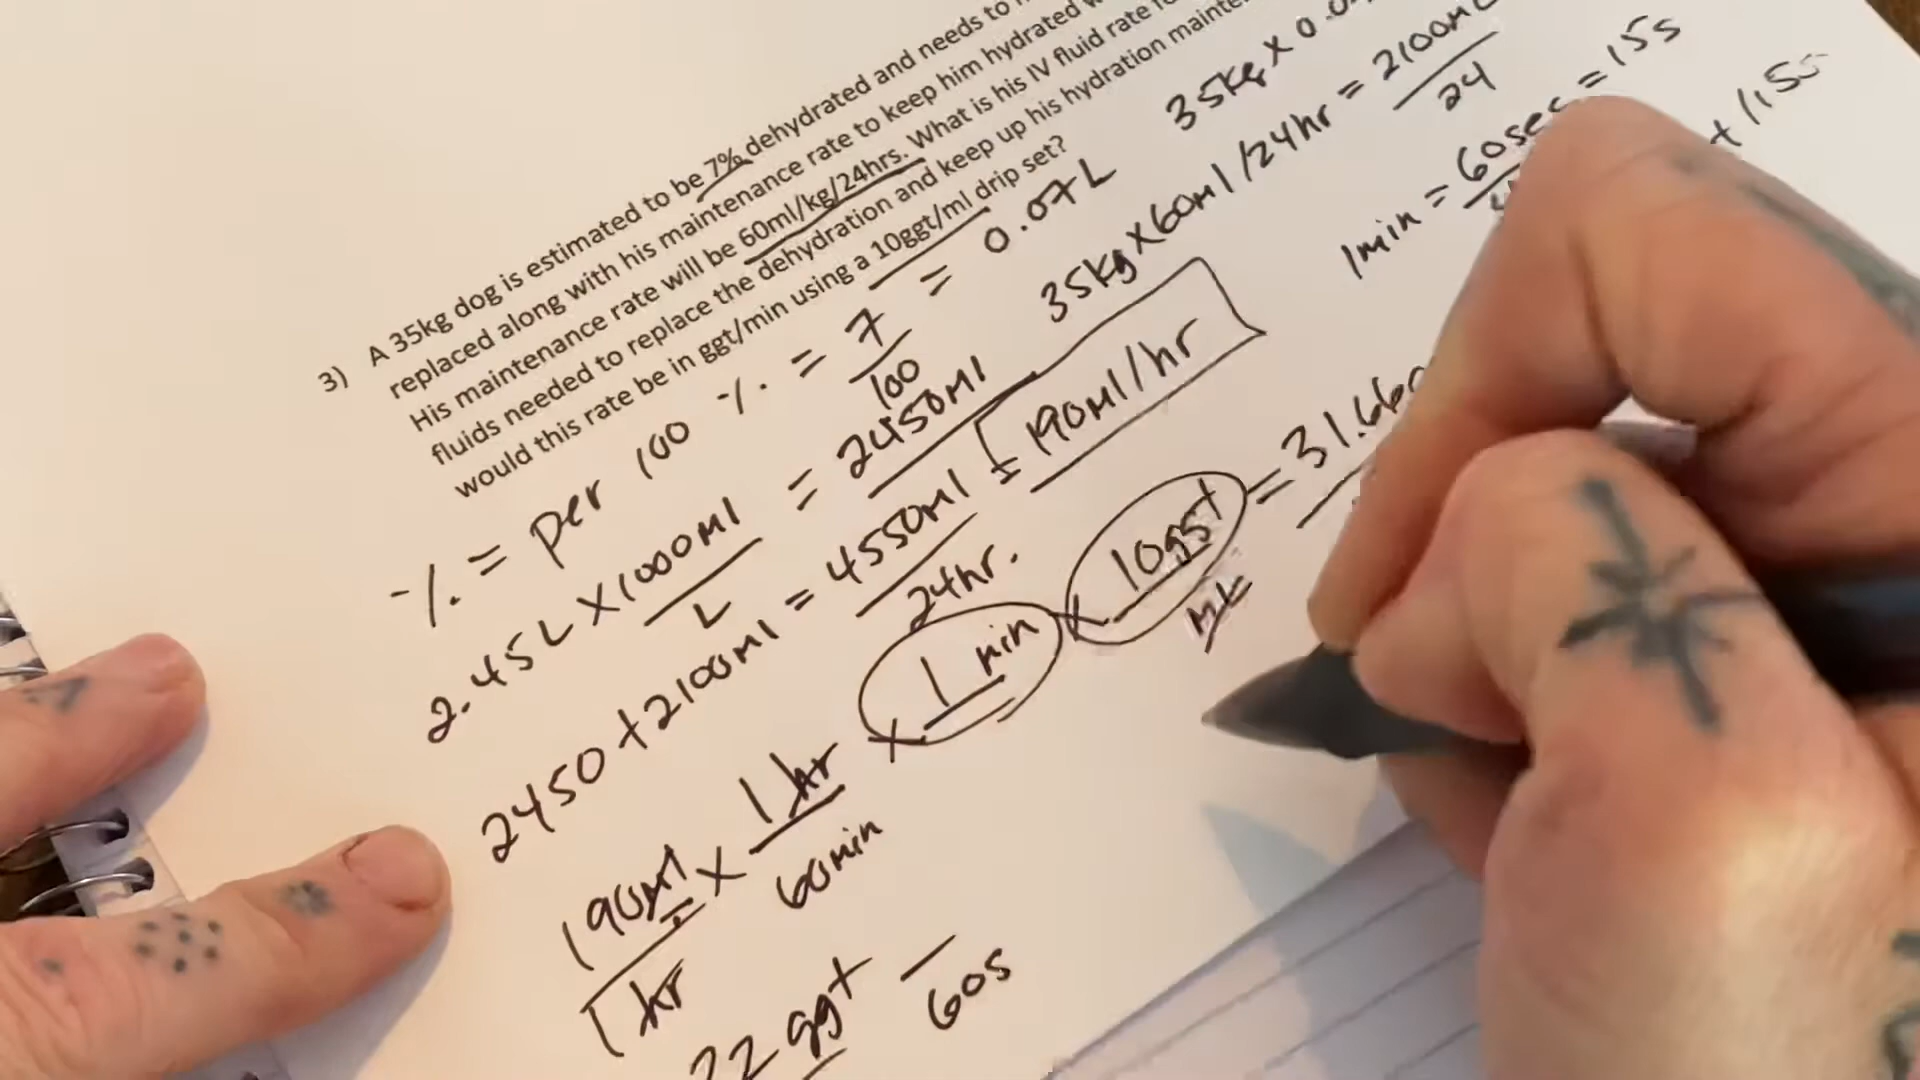 3) A 35kg dog is estimated to be 7% dehydrated and needs to
replaced along with his maintenance rate to keep him hydrated
His maintenance rate will be 60ml/kg/24hrs. What is his IV fluid rate
fluids needed to replace the dehydration and keep up his hydration
would this rate be in ggt/min using a 10ggt/ml drip set?
35kg X 0.0
% = per 100 % = 7/100 = 0.07L
35kg X 60ml/24hr = 2100mL/24
2.45L X 1000ml/L = 2450ml
1min = 60sec = 15s
2450 + 2100ml = 4550ml/24hr. = 190ml/hr
/15s
190ml/1hr X 1hr/60min X 1 min X 10ggt/mL = 31.66
22 ggt
60s